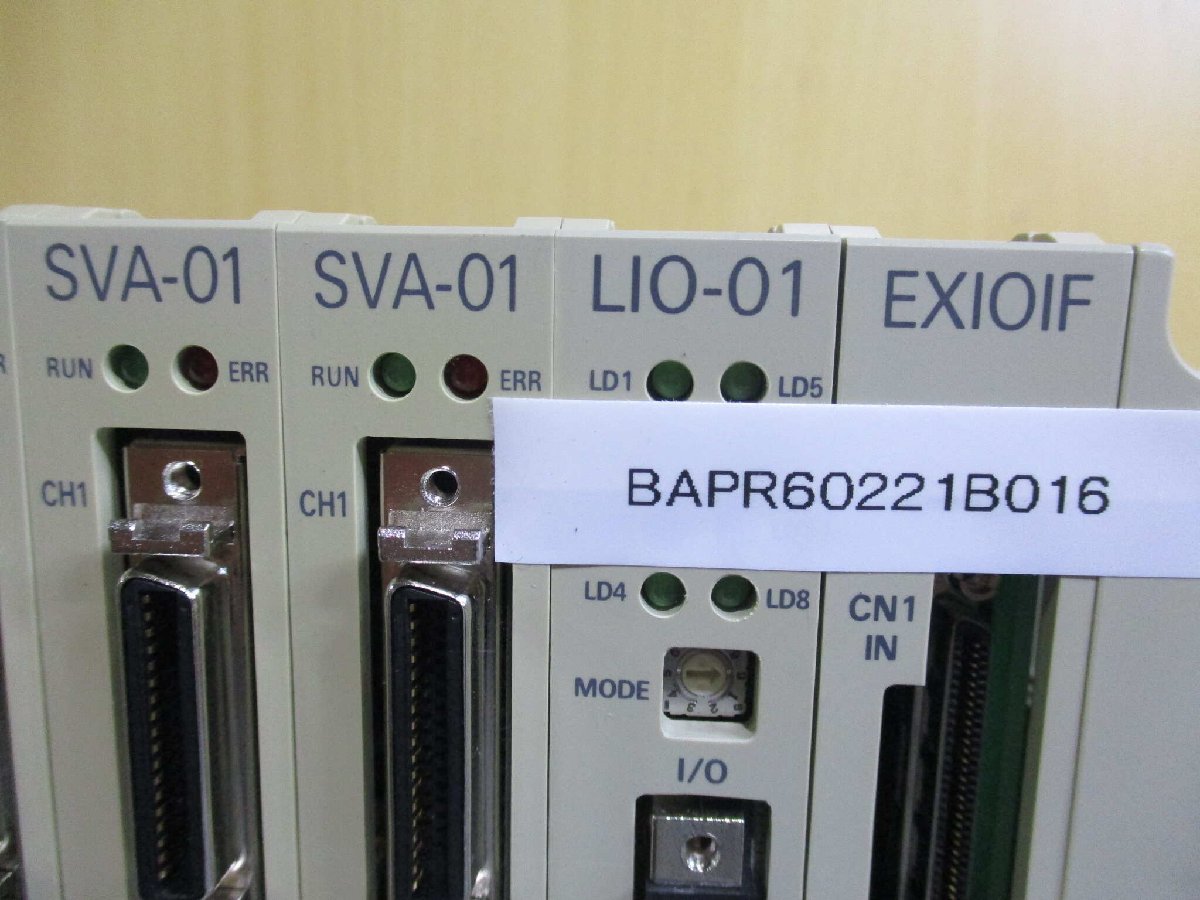 SVA-01
SVA-01
LIO-01
EXIOIF
R
RUN
ERR
RUN
ERR
LD1
LD5
CH1
CH1
BAPR60221B016
LD4
LD8
CN1
IN
MODE
I/O